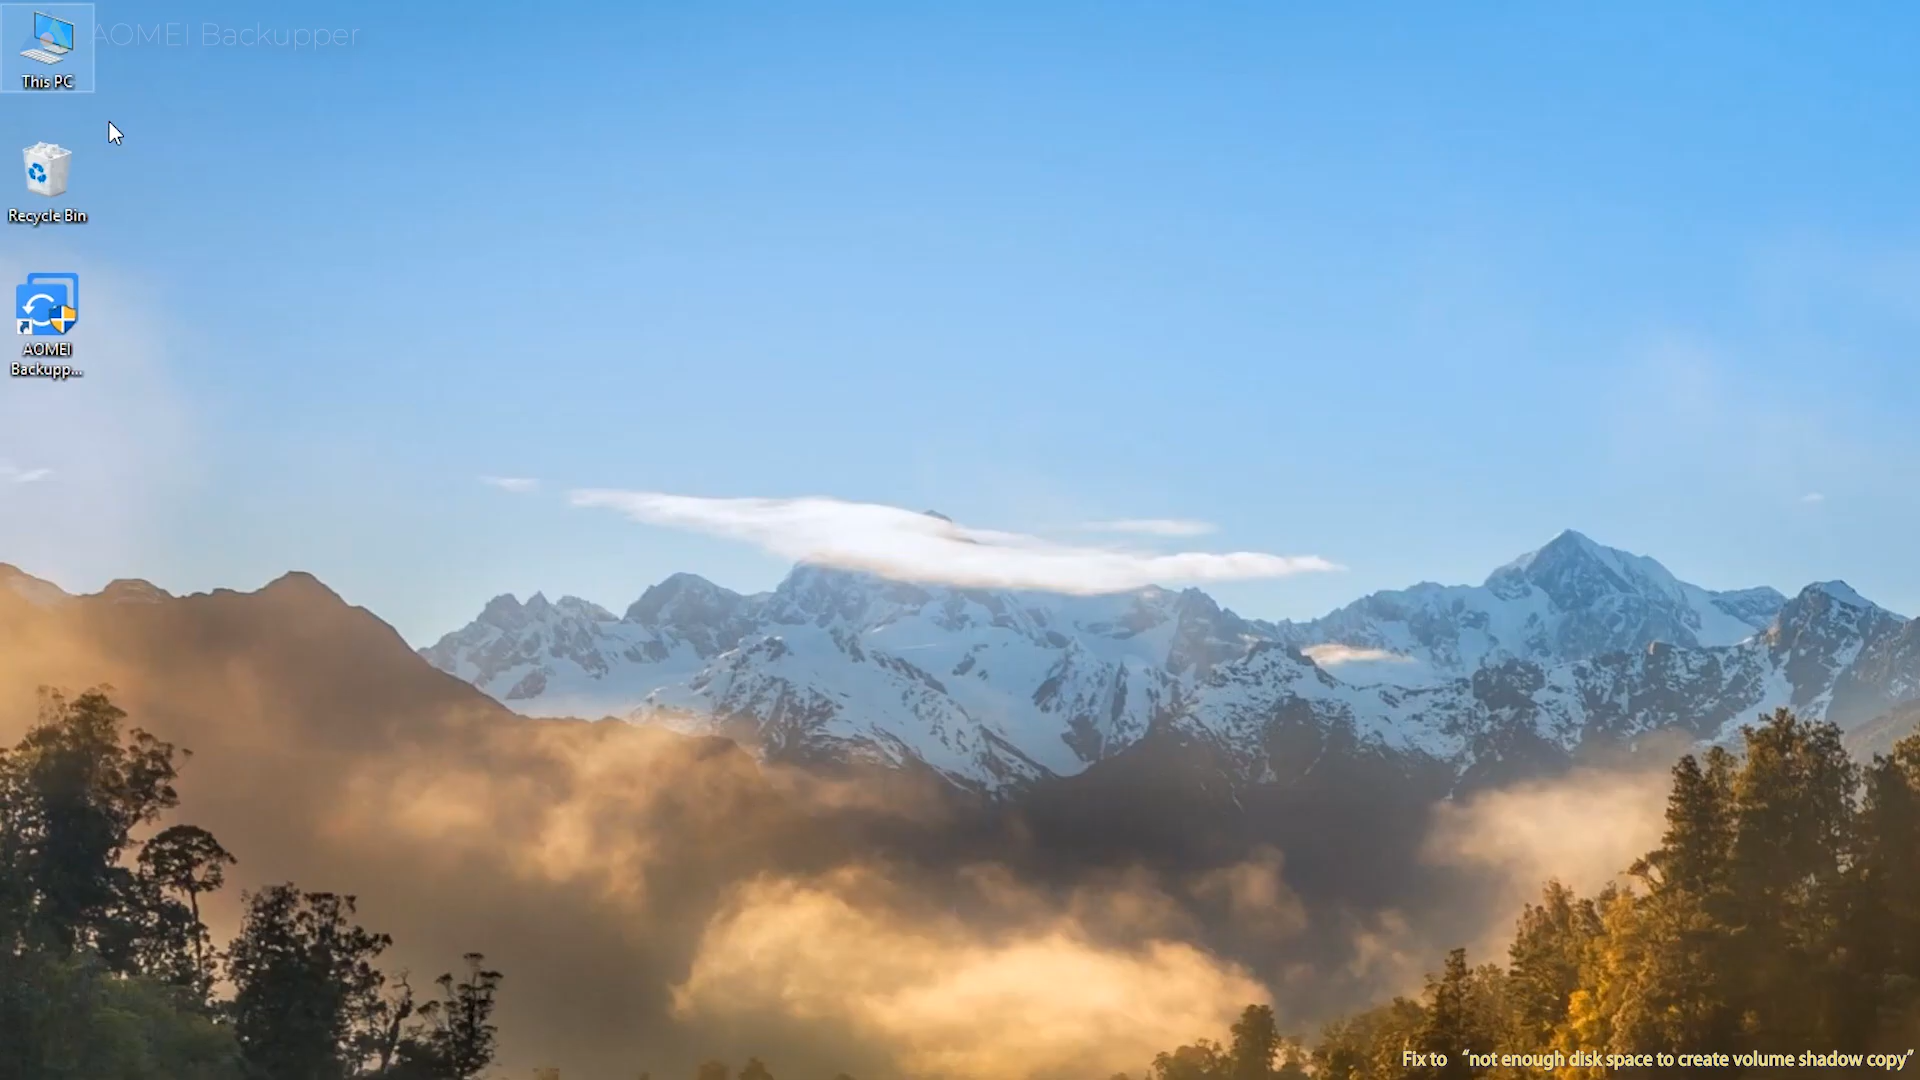 AOMEI Backupper
This PC
Recycle Bin
AOMEI
Backupp...
Fix to “not enough disk space to create volume shadow copy”